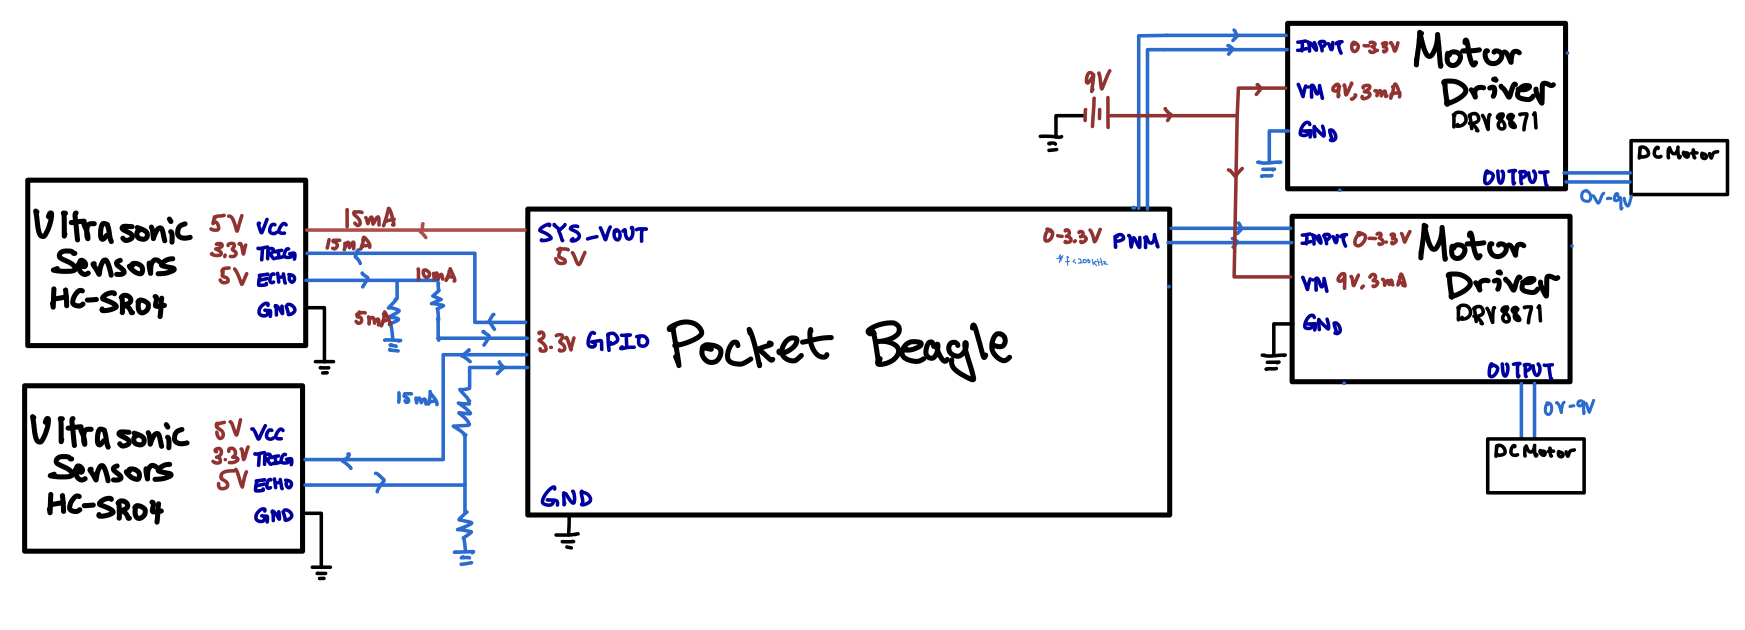 Ultrasonic
Sensors
HC-SR04
5V VCC
3.3V TRIG
5V ECHO
GND
15mA
15mA
10mA
5mA
Ultrasonic
Sensors
HC-SR04
5V VCC
3.3V TRIG
5V ECHO
GND
15mA
SYS_VOUT
5V
3.3V GPIO
GND
Pocket Beagle
0-3.3V PWM
* f < 200kHz
9V
INPUT 0-3.3V
VM 9V, 3mA
GND
OUTPUT
Motor
Driver
DRV8871
DC Motor
0V-9V
INPUT 0-3.3V
VM 9V, 3mA
GND
OUTPUT
Motor
Driver
DRV8871
0V-9V
DC Motor